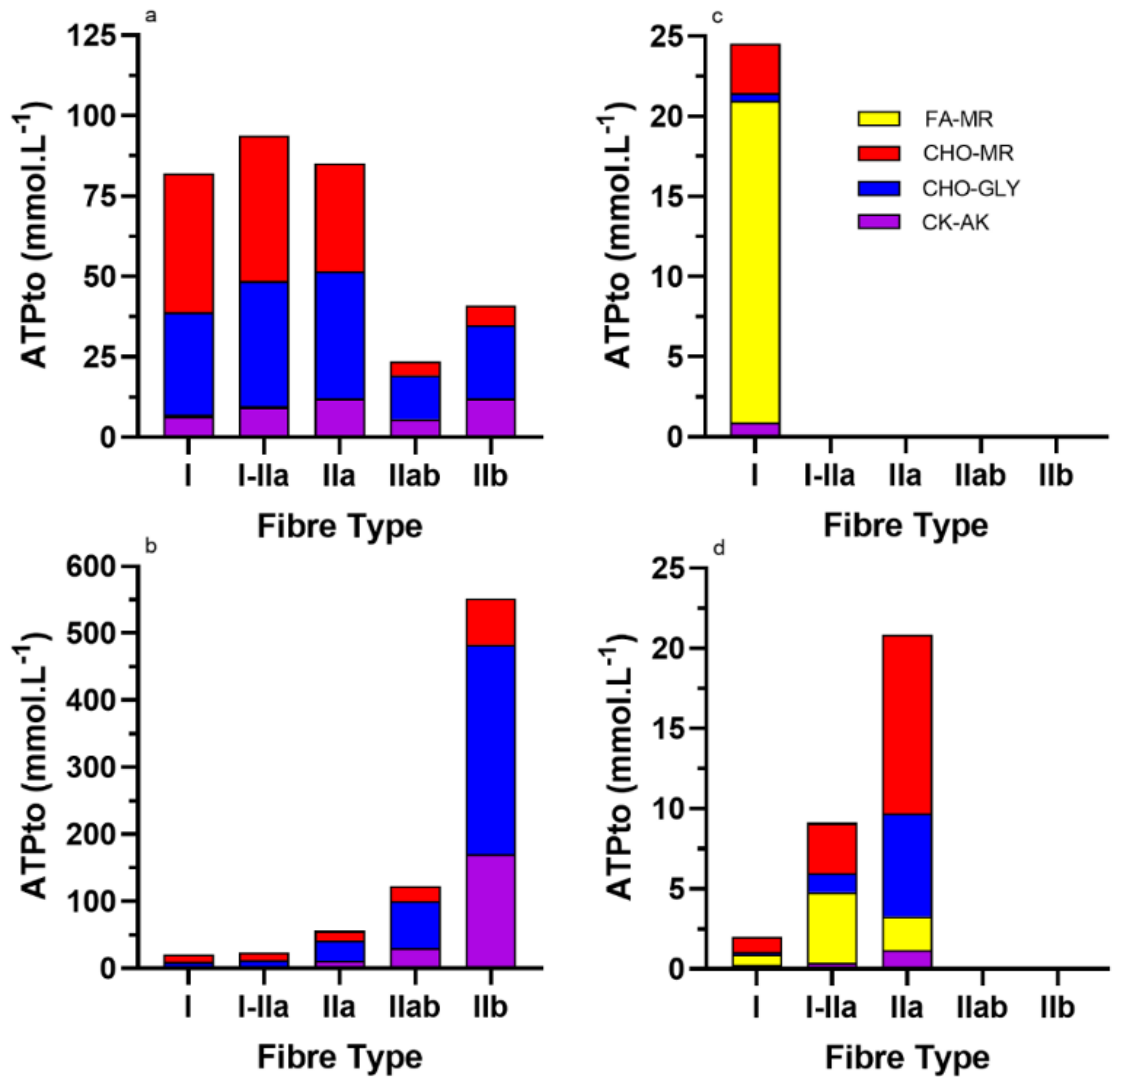 a
125
100
75
50
25
0
ATPto (mmol.L-1)
I I-IIa IIa IIab IIb
Fibre Type
c
25
20
15
10
5
0
ATPto (mmol.L-1)
FA-MR
CHO-MR
CHO-GLY
CK-AK
I I-IIa IIa IIab IIb
Fibre Type
b
600
500
400
300
200
100
0
ATPto (mmol.L-1)
I I-IIa IIa IIab IIb
Fibre Type
d
25
20
15
10
5
0
ATPto (mmol.L-1)
I I-IIa IIa IIab IIb
Fibre Type